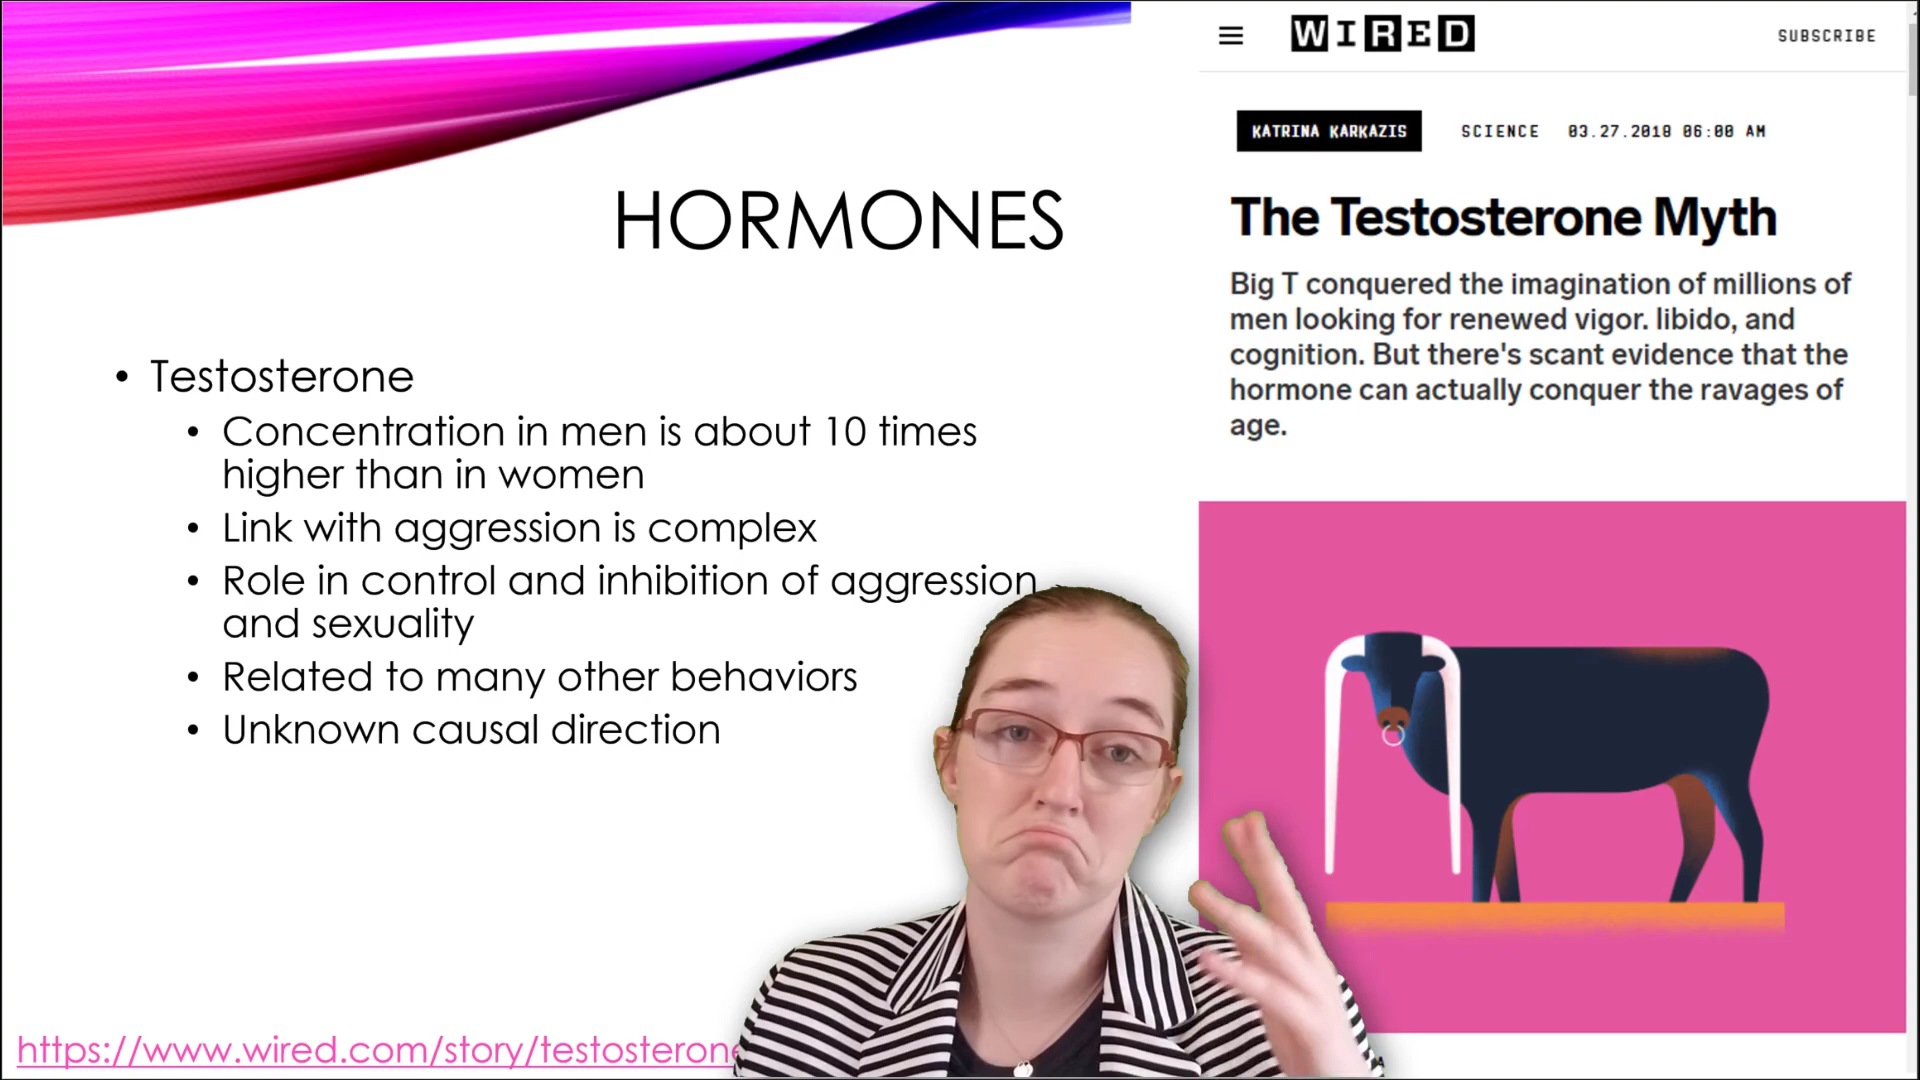 HORMONES
• Testosterone
• Concentration in men is about 10 times
higher than in women
• Link with aggression is complex
• Role in control and inhibition of aggression
and sexuality
• Related to many other behaviors
• Unknown causal direction
https://www.wired.com/story/testosterone
WIRED
SUBSCRIBE
KATRINA KARKAZIS SCIENCE 03.27.2018 06:00 AM
The Testosterone Myth
Big T conquered the imagination of millions of
men looking for renewed vigor. libido, and
cognition. But there's scant evidence that the
hormone can actually conquer the ravages of
age.